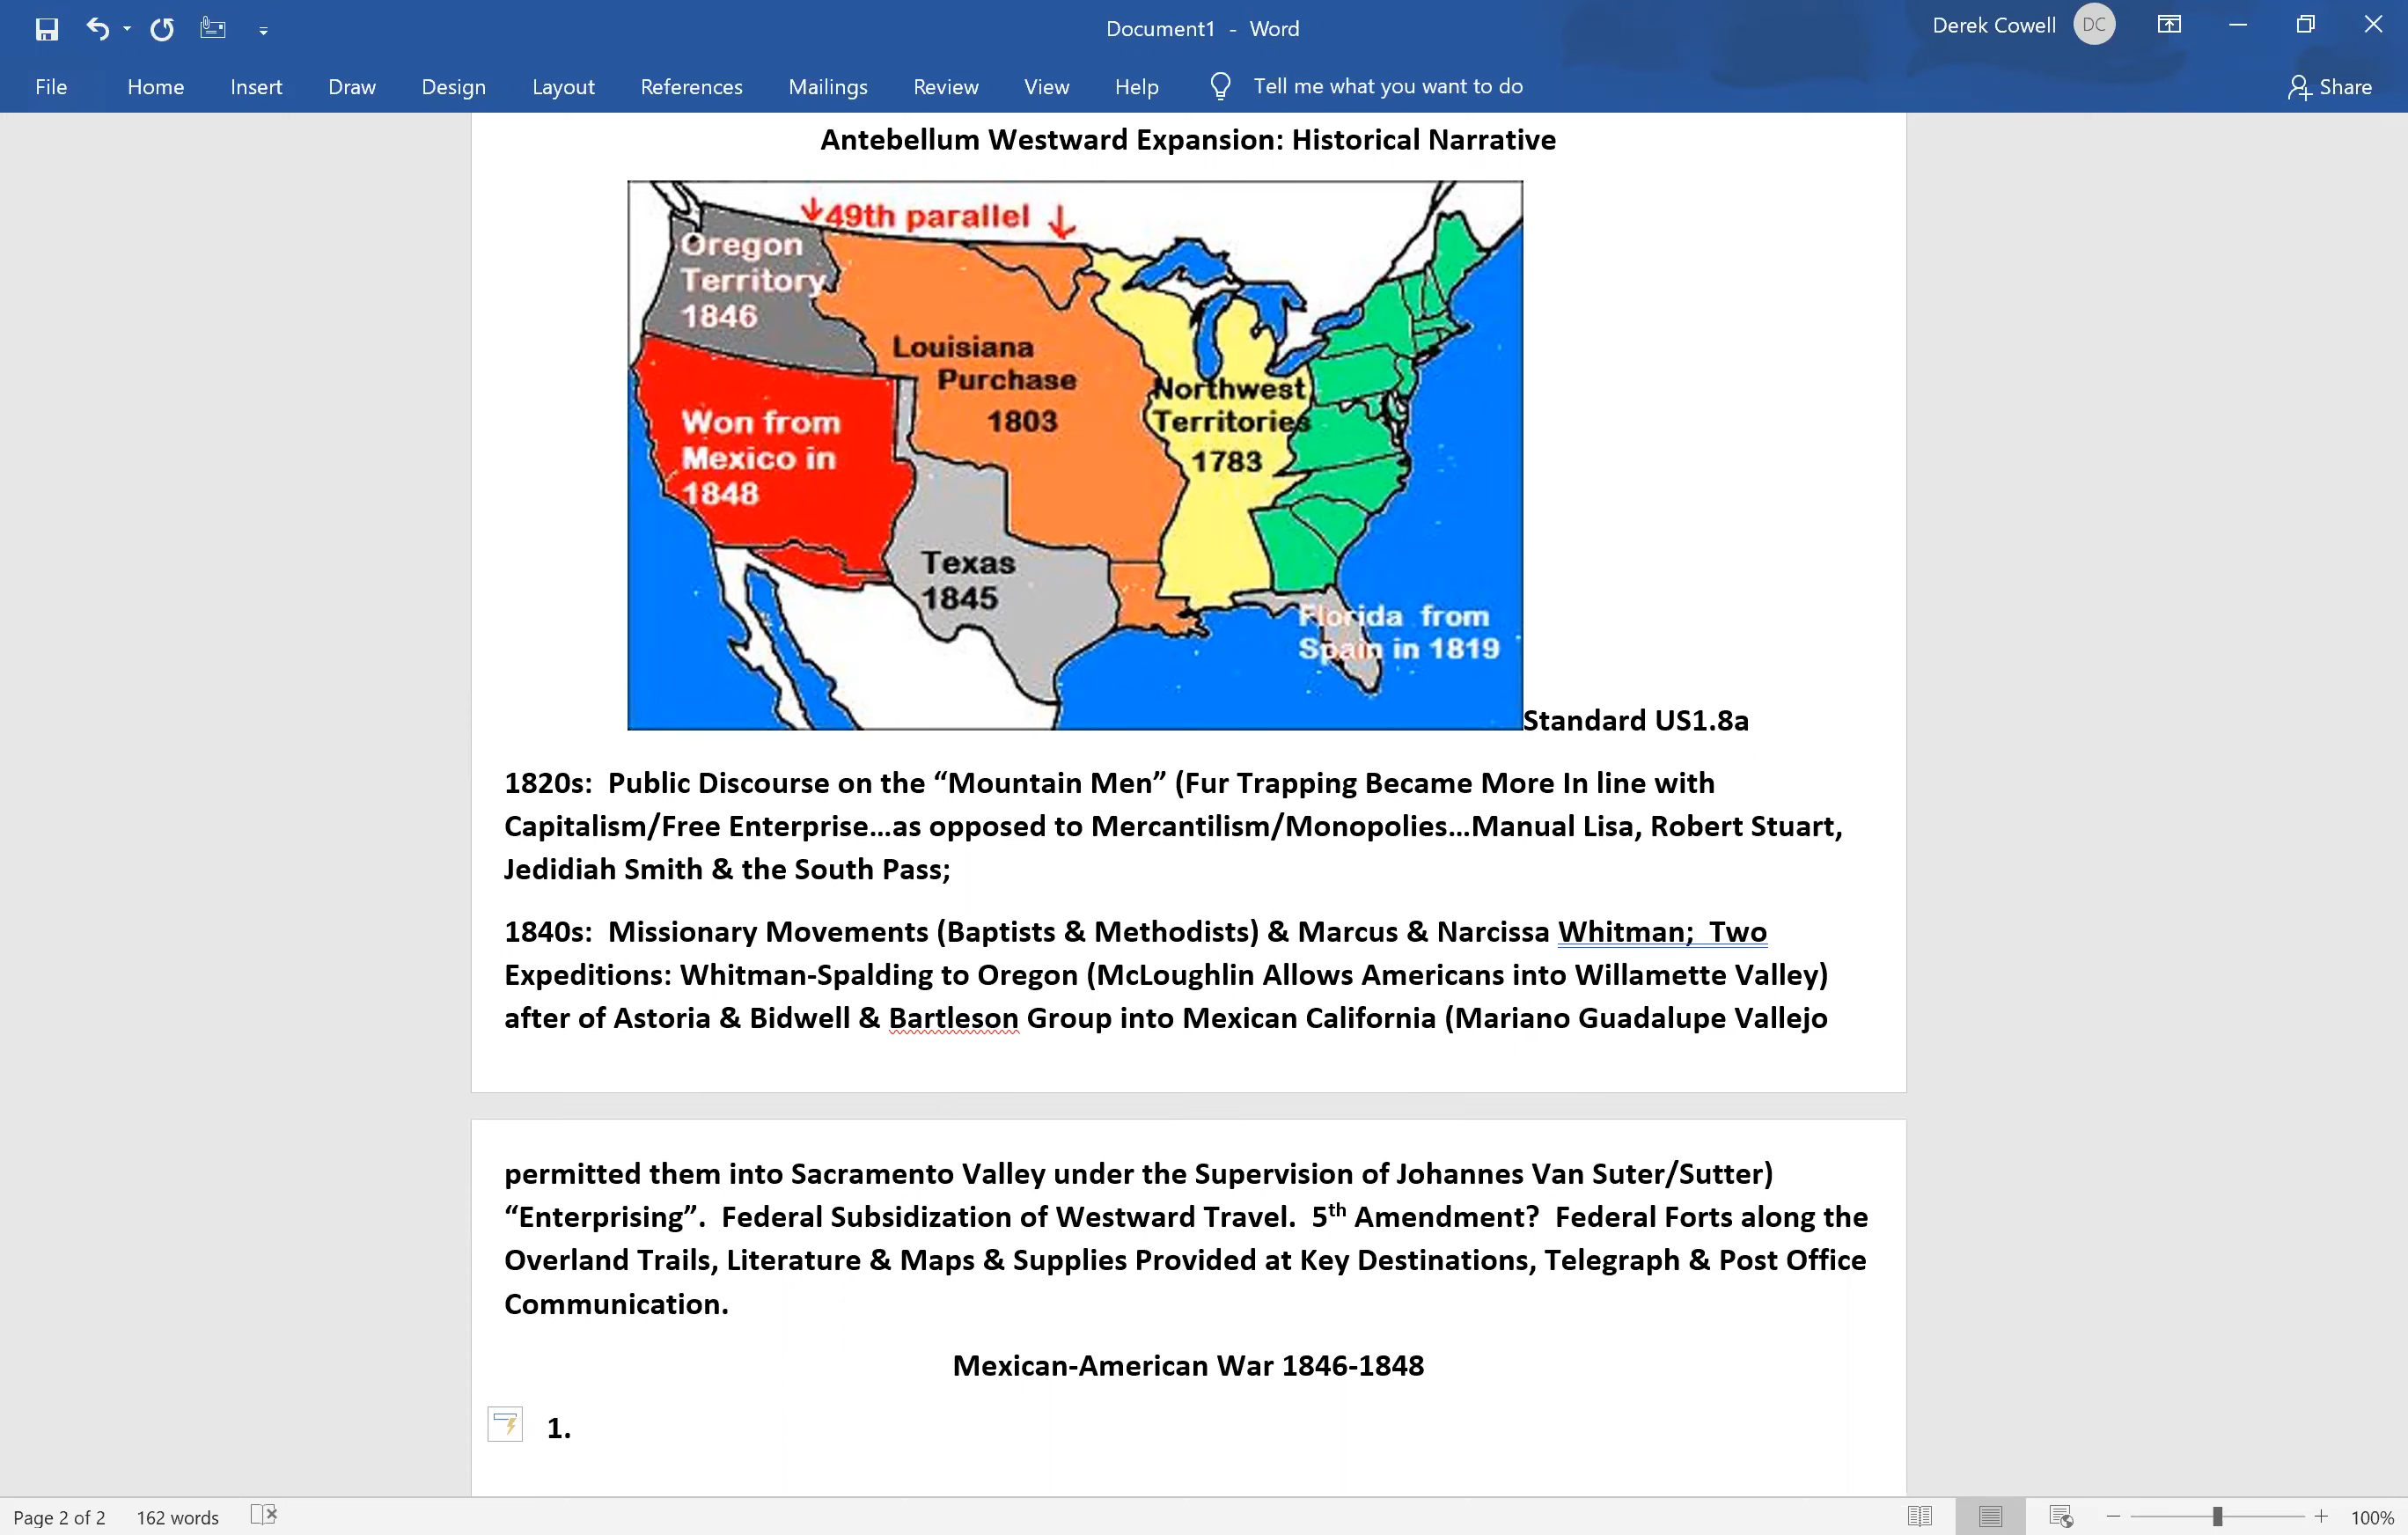 Document1 - Word
Derek Cowell DC
File Home Insert Draw Design Layout References Mailings Review View Help Tell me what you want to do Share
Antebellum Westward Expansion: Historical Narrative
49th parallel
Oregon
Territory
1846
Louisiana
Purchase
1803
Northwest
Territories
1783
Won from
Mexico in
1848
Texas
1845
Florida from
Spain in 1819
Standard US1.8a
1820s: Public Discourse on the “Mountain Men” (Fur Trapping Became More In line with
Capitalism/Free Enterprise…as opposed to Mercantilism/Monopolies…Manual Lisa, Robert Stuart,
Jedidiah Smith & the South Pass;
1840s: Missionary Movements (Baptists & Methodists) & Marcus & Narcissa Whitman; Two
Expeditions: Whitman-Spalding to Oregon (McLoughlin Allows Americans into Willamette Valley)
after of Astoria & Bidwell & Bartleson Group into Mexican California (Mariano Guadalupe Vallejo
permitted them into Sacramento Valley under the Supervision of Johannes Van Suter/Sutter)
“Enterprising”. Federal Subsidization of Westward Travel. 5th Amendment? Federal Forts along the
Overland Trails, Literature & Maps & Supplies Provided at Key Destinations, Telegraph & Post Office
Communication.
Mexican-American War 1846-1848
1.
Page 2 of 2 162 words 100%